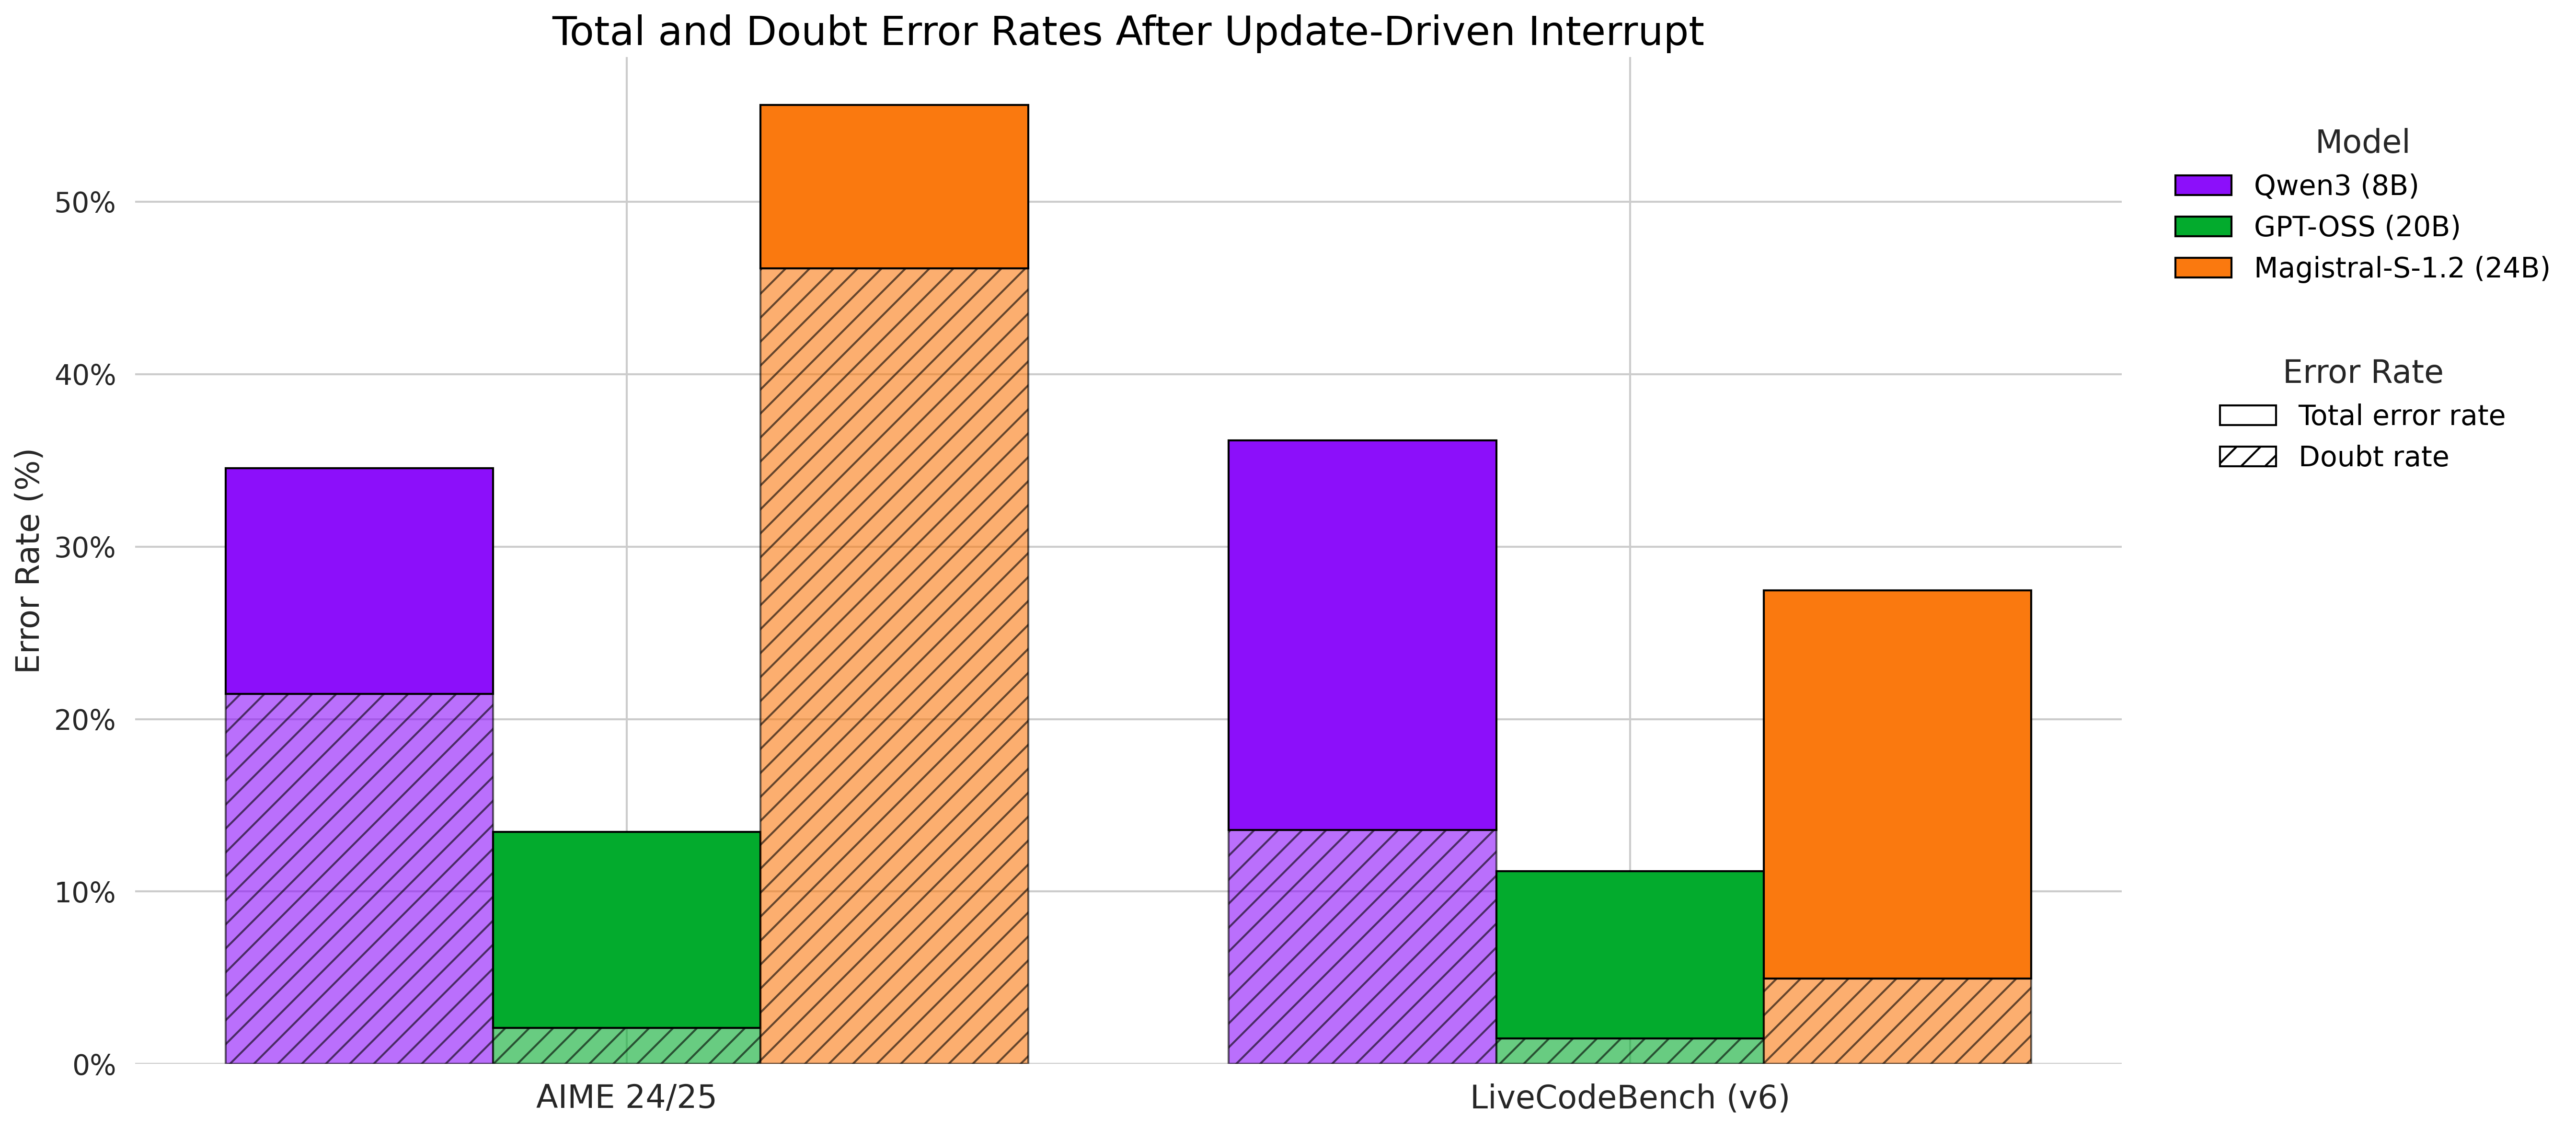 Total and Doubt Error Rates After Update-Driven Interrupt
Error Rate (%)
50%
40%
30%
20%
10%
0%
AIME 24/25
LiveCodeBench (v6)
Model
Qwen3 (8B)
GPT-OSS (20B)
Magistral-S-1.2 (24B)
Error Rate
Total error rate
Doubt rate